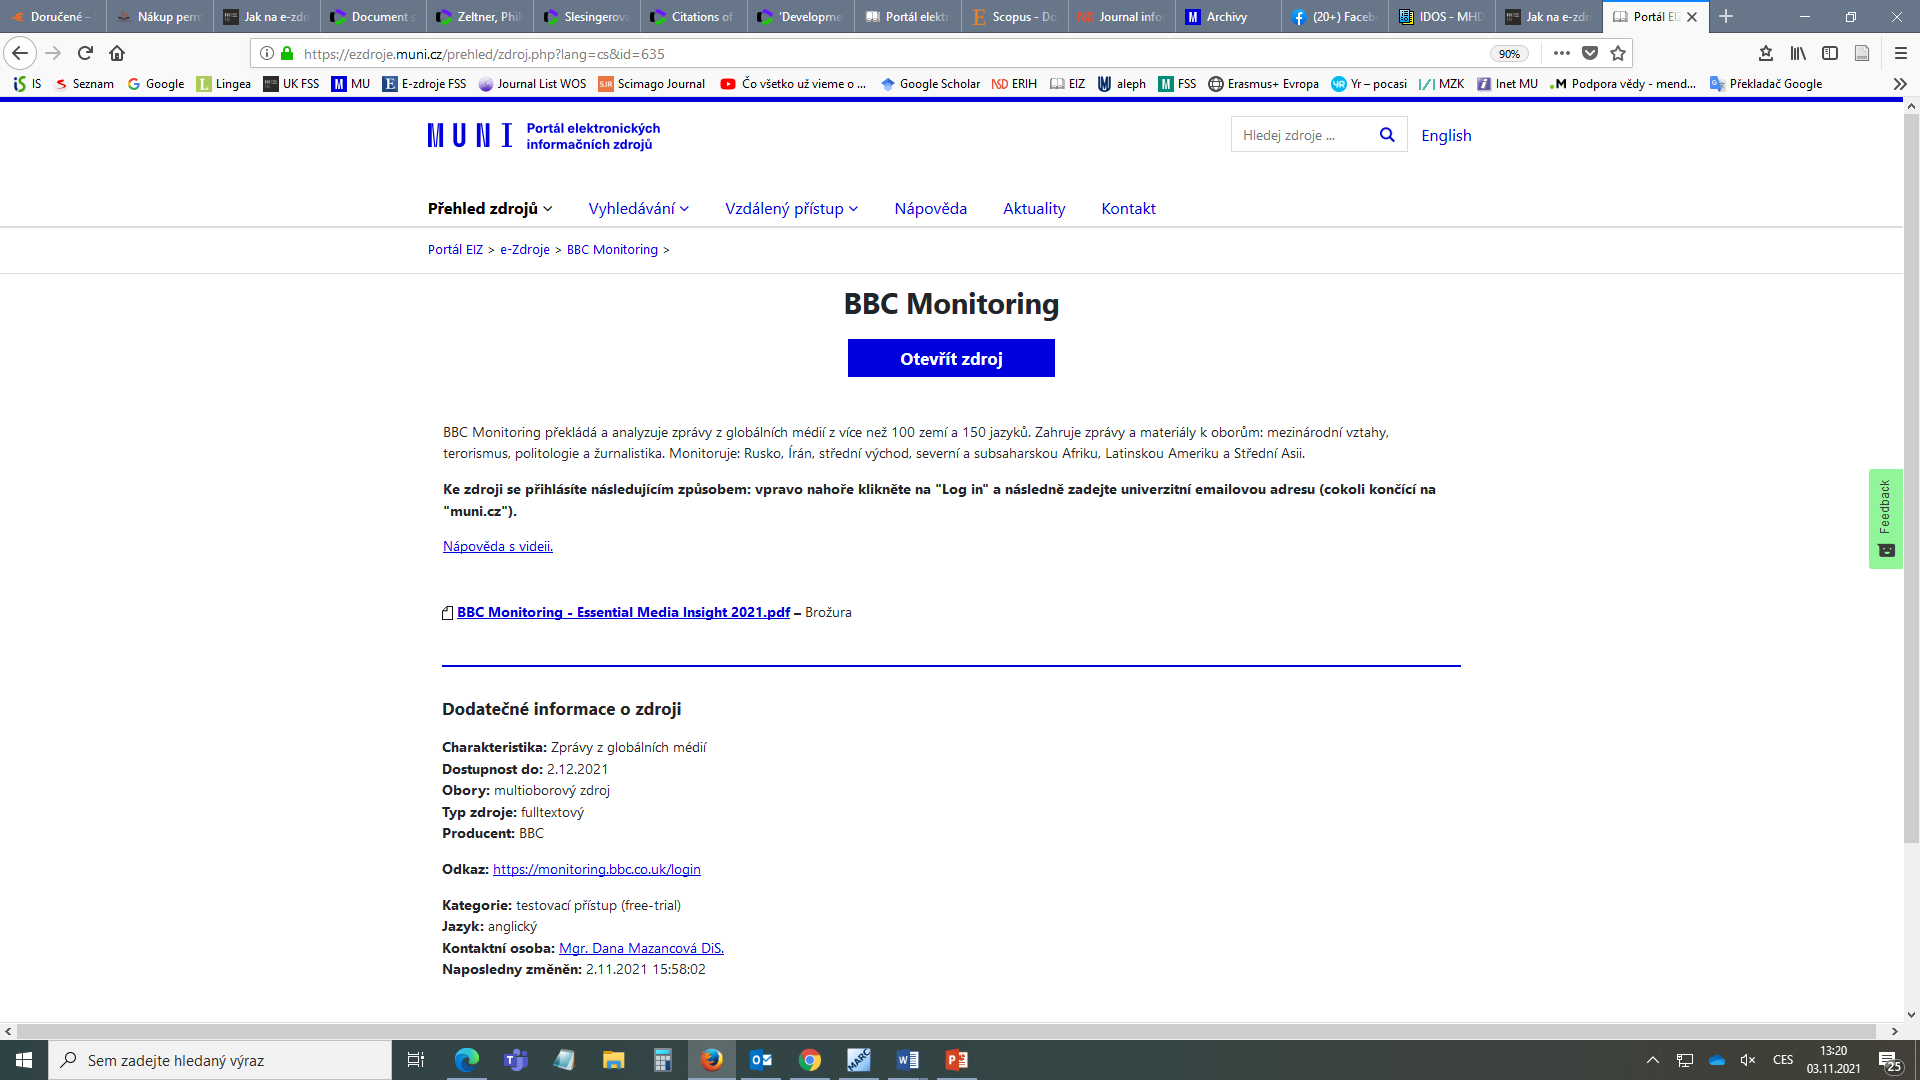 Doručené –
Nákup perm
Jak na e-zdr
Document s
Zeltner, Phil
Slesingerova
Citations of
'Developme
Portál elektr
Scopus - Do
Journal info
Archivy
(20+) Faceb
IDOS - MHD
Jak na e-zdr
Portál EIZ
https://ezdroje.muni.cz/prehled/zdroj.php?lang=cs&id=635
90%
IS
Seznam
Google
Lingea
UK FSS
MU
E-zdroje FSS
Journal List WOS
Scimago Journal
Čo všetko už vieme o ...
Google Scholar
ERIH
EIZ
aleph
FSS
Erasmus+ Evropa
Yr – pocasi
MZK
Inet MU
Podpora vědy - mend...
Překladač Google
MUNI
Portál elektronických
informačních zdrojů
Hledej zdroje ...
English
Přehled zdrojů
Vyhledávání
Vzdálený přístup
Nápověda
Aktuality
Kontakt
Portál EIZ > e-Zdroje > BBC Monitoring >
BBC Monitoring
Otevřít zdroj
BBC Monitoring překládá a analyzuje zprávy z globálních médií z více než 100 zemí a 150 jazyků. Zahruje zprávy a materiály k oborům: mezinárodní vztahy,
terorismus, politologie a žurnalistika. Monitoruje: Rusko, Írán, střední východ, severní a subsaharskou Afriku, Latinskou Ameriku a Střední Asii.
Ke zdroji se přihlásíte následujícím způsobem: vpravo nahoře klikněte na "Log in" a následně zadejte univerzitní emailovou adresu (cokoli končící na
"muni.cz").
Nápověda s videii.
BBC Monitoring - Essential Media Insight 2021.pdf – Brožura
Feedback
Dodatečné informace o zdroji
Charakteristika: Zprávy z globálních médií
Dostupnost do: 2.12.2021
Obory: multioborový zdroj
Typ zdroje: fulltextový
Producent: BBC
Odkaz: https://monitoring.bbc.co.uk/login
Kategorie: testovací přístup (free-trial)
Jazyk: anglický
Kontaktní osoba: Mgr. Dana Mazancová DiS.
Naposledny změněn: 2.11.2021 15:58:02
Sem zadejte hledaný výraz
MARC
CES
13:20
03.11.2021
25